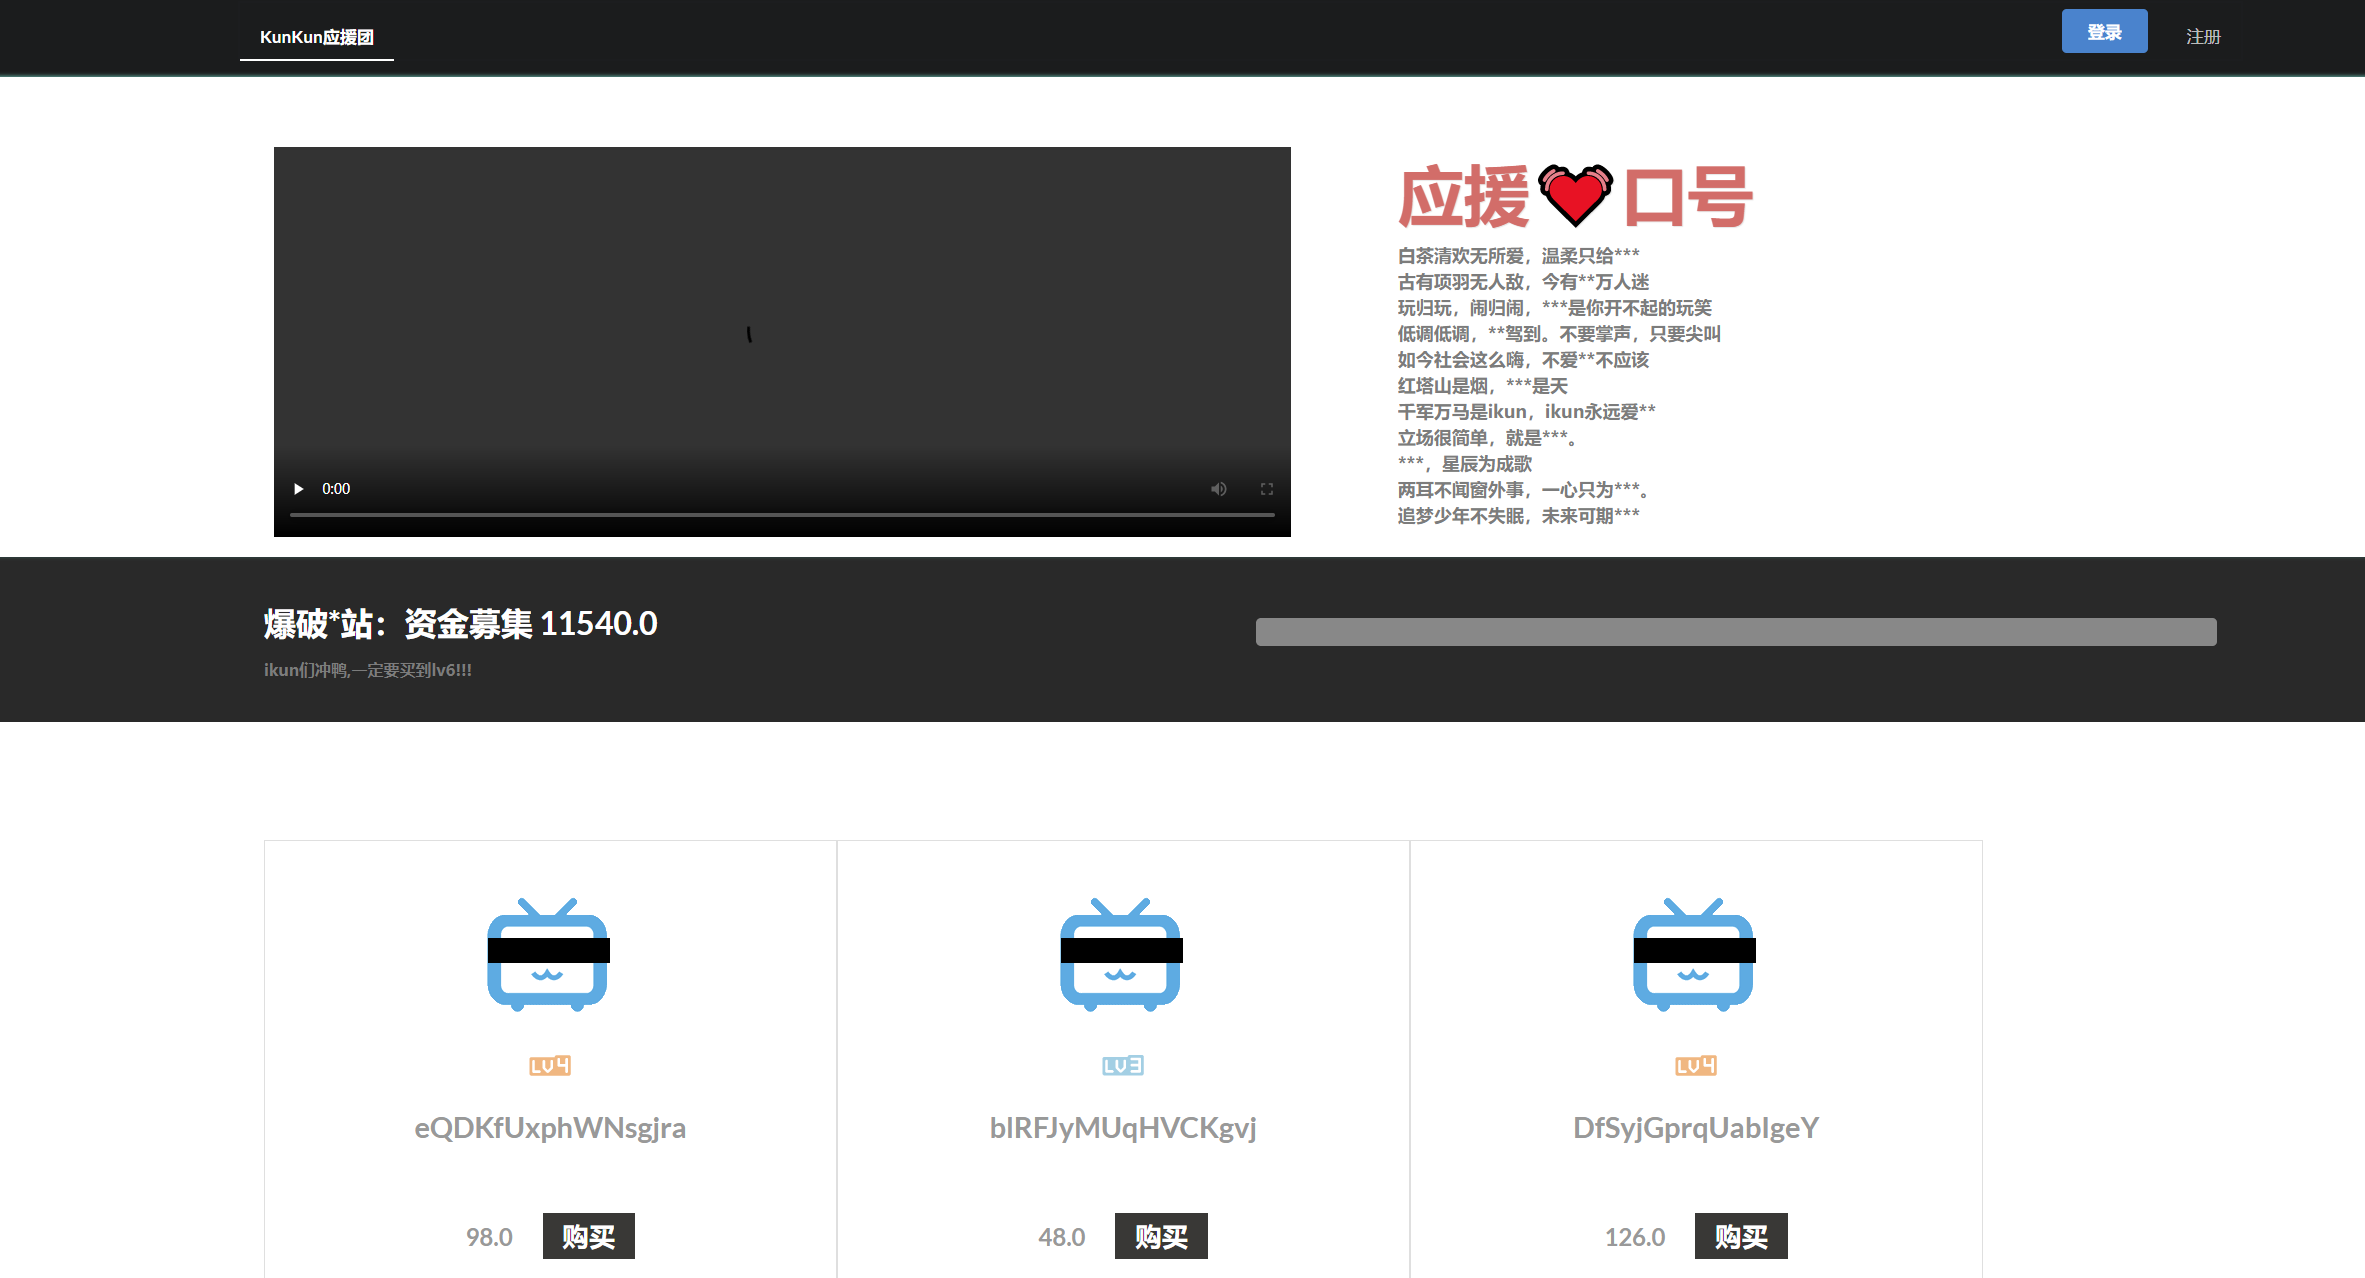 KunKun应援团
登录
注册
应援口号
白茶清欢无所爱，温柔只给***
古有项羽无人敌，今有**万人迷
玩归玩，闹归闹，***是你开不起的玩笑
低调低调，**驾到。不要掌声，只要尖叫
如今社会这么嗨，不爱**不应该
红塔山是烟，***是天
千军万马是ikun，ikun永远爱**
立场很简单，就是***。
***，星辰为成歌
两耳不闻窗外事，一心只为***。
追梦少年不失眠，未来可期***
0:00
爆破*站：资金募集 11540.0
ikun们冲鸭,一定要买到lv6!!!
LV4
LV3
LV4
eQDKfUxphWNsgjra
bIRFJyMUqHVCKgvj
DfSyjGprqUabIgeY
98.0
购买
48.0
购买
126.0
购买